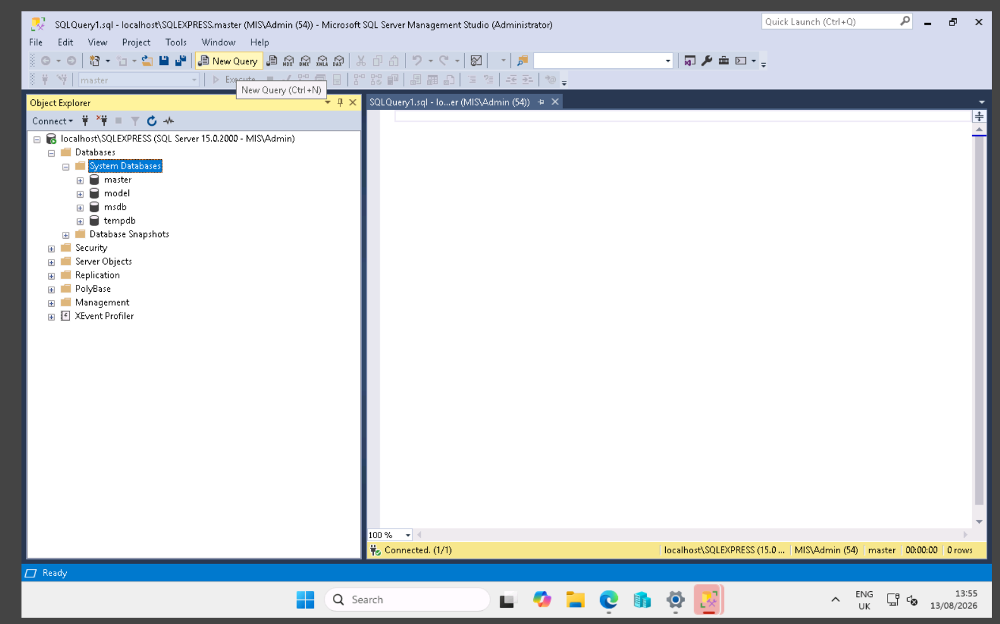 SQLQuery1.sql - localhost\SQLEXPRESS.master (MIS\Admin (54)) - Microsoft SQL Server Management Studio (Administrator)
Quick Launch (Ctrl+Q)
File Edit View Project Tools Window Help
New Query MDX DMX XMLA DAX
master Execute
New Query (Ctrl+N)
Object Explorer
SQLQuery1.sql - lo...er (MIS\Admin (54))
Connect
localhost\SQLEXPRESS (SQL Server 15.0.2000 - MIS\Admin)
Databases
System Databases
master
model
msdb
tempdb
Database Snapshots
Security
Server Objects
Replication
PolyBase
Management
XEvent Profiler
100 %
Connected. (1/1)
localhost\SQLEXPRESS (15.0 ... MIS\Admin (54) master 00:00:00 0 rows
Ready
Search
ENG
UK
13:55
13/08/2026